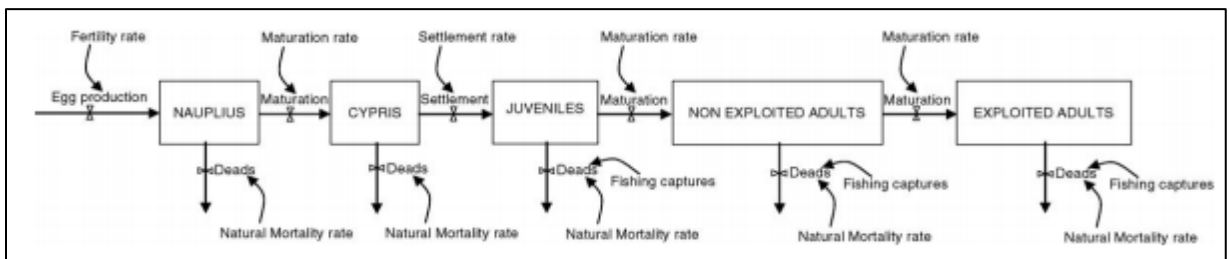 Fertility rate
Maturation rate
Settlement rate
Maturation rate
Maturation rate
Egg production
NAUPLIUS
Maturation
CYPRIS
Settlement
JUVENILES
Maturation
NON EXPLOITED ADULTS
Maturation
EXPLOITED ADULTS
Deads
Deads
Deads
Fishing captures
Deads
Fishing captures
Deads
Fishing captures
Natural Mortality rate
Natural Mortality rate
Natural Mortality rate
Natural Mortality rate
Natural Mortality rate